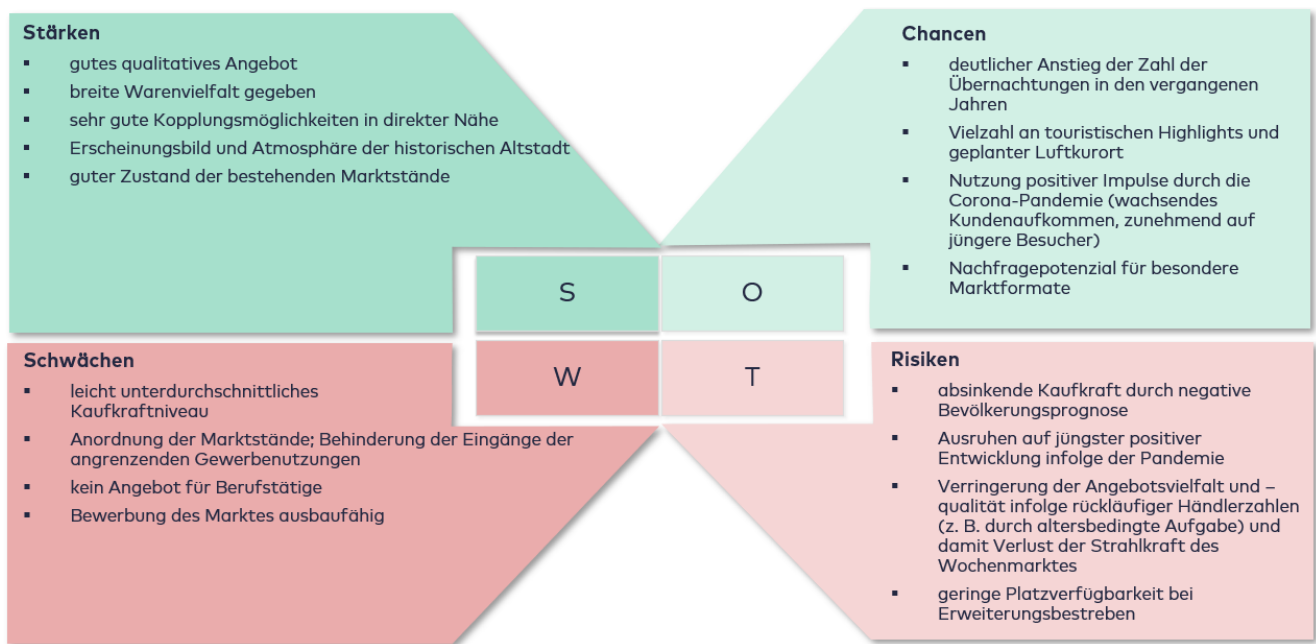 Stärken
▪ gutes qualitatives Angebot
▪ breite Warenvielfalt gegeben
▪ sehr gute Kopplungsmöglichkeiten in direkter Nähe
▪ Erscheinungsbild und Atmosphäre der historischen Altstadt
▪ guter Zustand der bestehenden Marktstände
Chancen
▪ deutlicher Anstieg der Zahl der
Übernachtungen in den vergangenen
Jahren
▪ Vielzahl an touristischen Highlights und
geplanter Luftkurort
▪ Nutzung positiver Impulse durch die
Corona-Pandemie (wachsendes
Kundenaufkommen, zunehmend auf
jüngere Besucher)
▪ Nachfragepotenzial für besondere
Marktformate
S
O
W
T
Schwächen
▪ leicht unterdurchschnittliches
Kaufkraftniveau
▪ Anordnung der Marktstände; Behinderung der Eingänge der
angrenzenden Gewerbenutzungen
▪ kein Angebot für Berufstätige
▪ Bewerbung des Marktes ausbaufähig
Risiken
▪ absinkende Kaufkraft durch negative
Bevölkerungsprognose
▪ Ausruhen auf jüngster positiver
Entwicklung infolge der Pandemie
▪ Verringerung der Angebotsvielfalt und –
qualität infolge rückläufiger Händlerzahlen
(z. B. durch altersbedingte Aufgabe) und
damit Verlust der Strahlkraft des
Wochenmarktes
▪ geringe Platzverfügbarkeit bei
Erweiterungsbestreben